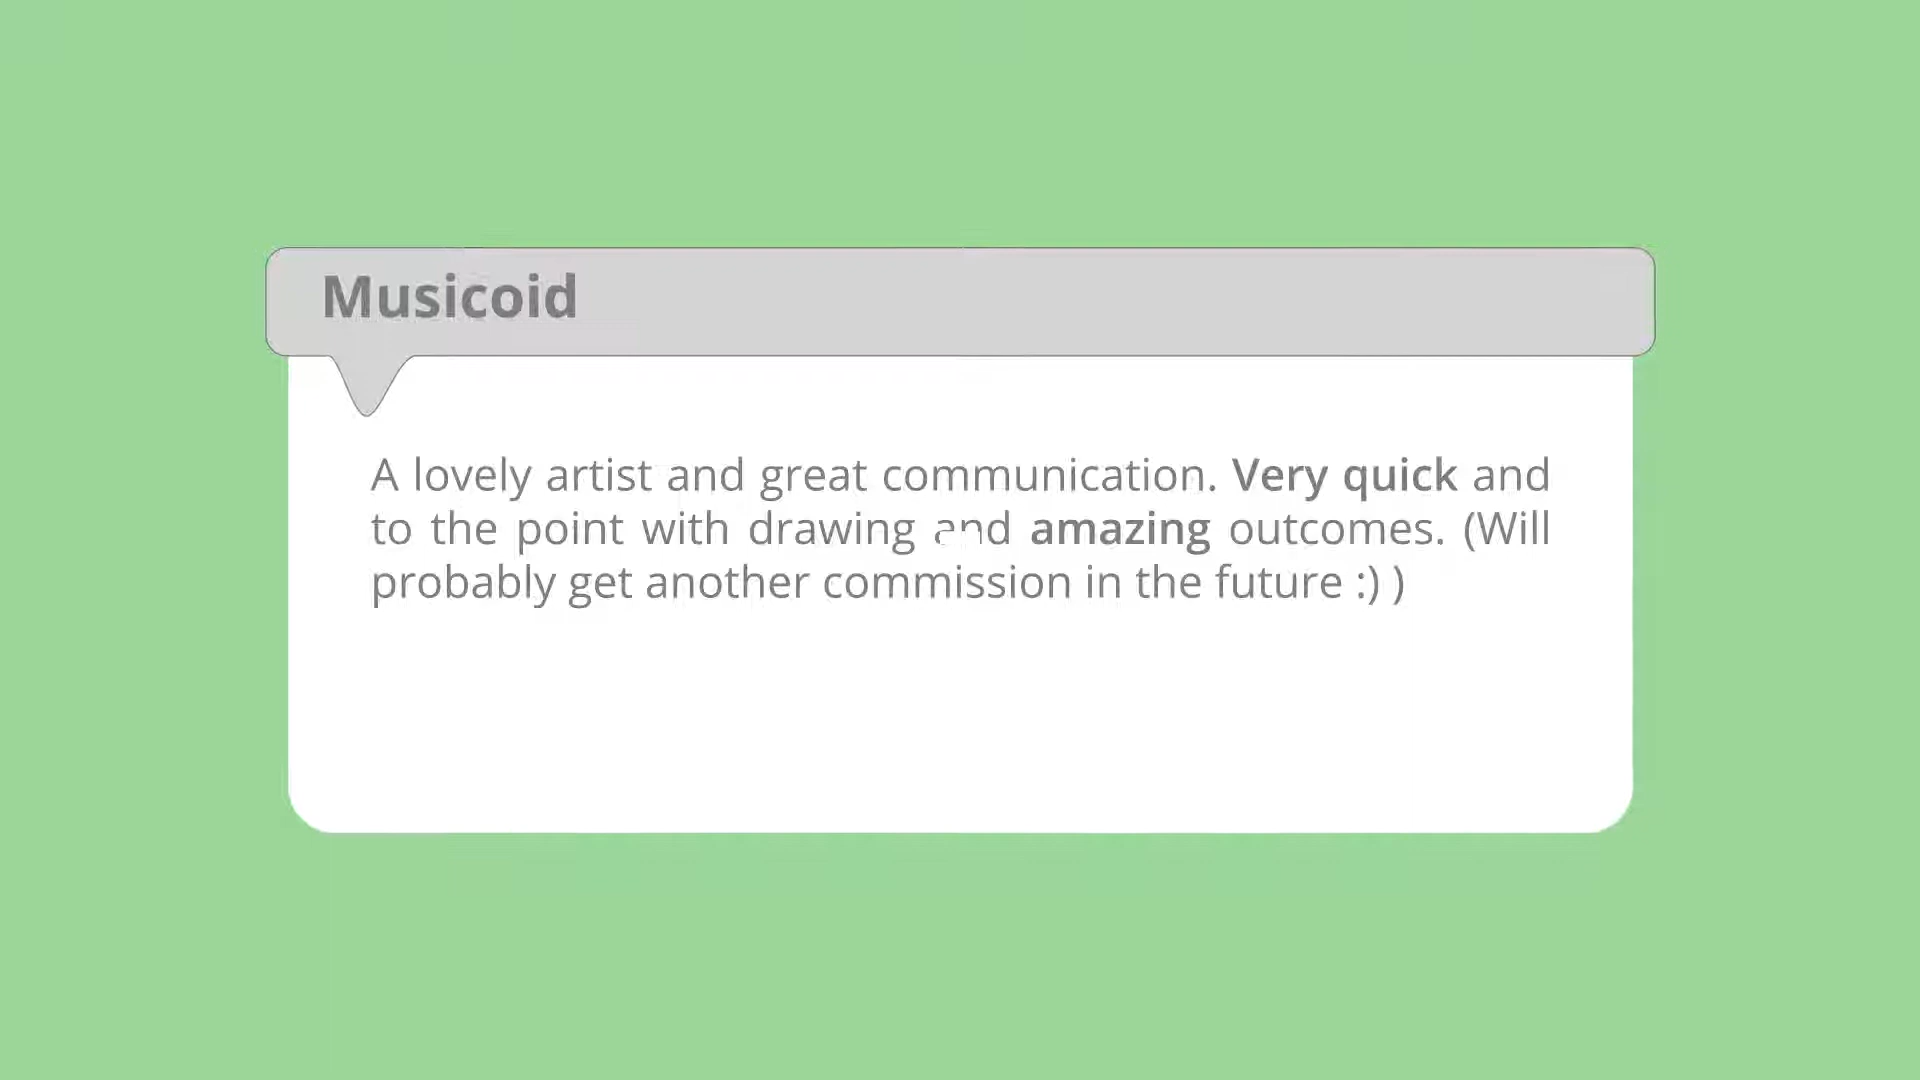 Musicoid
A lovely artist and great communication. Very quick and
to the point with drawing and amazing outcomes. (Will
probably get another commission in the future :) )